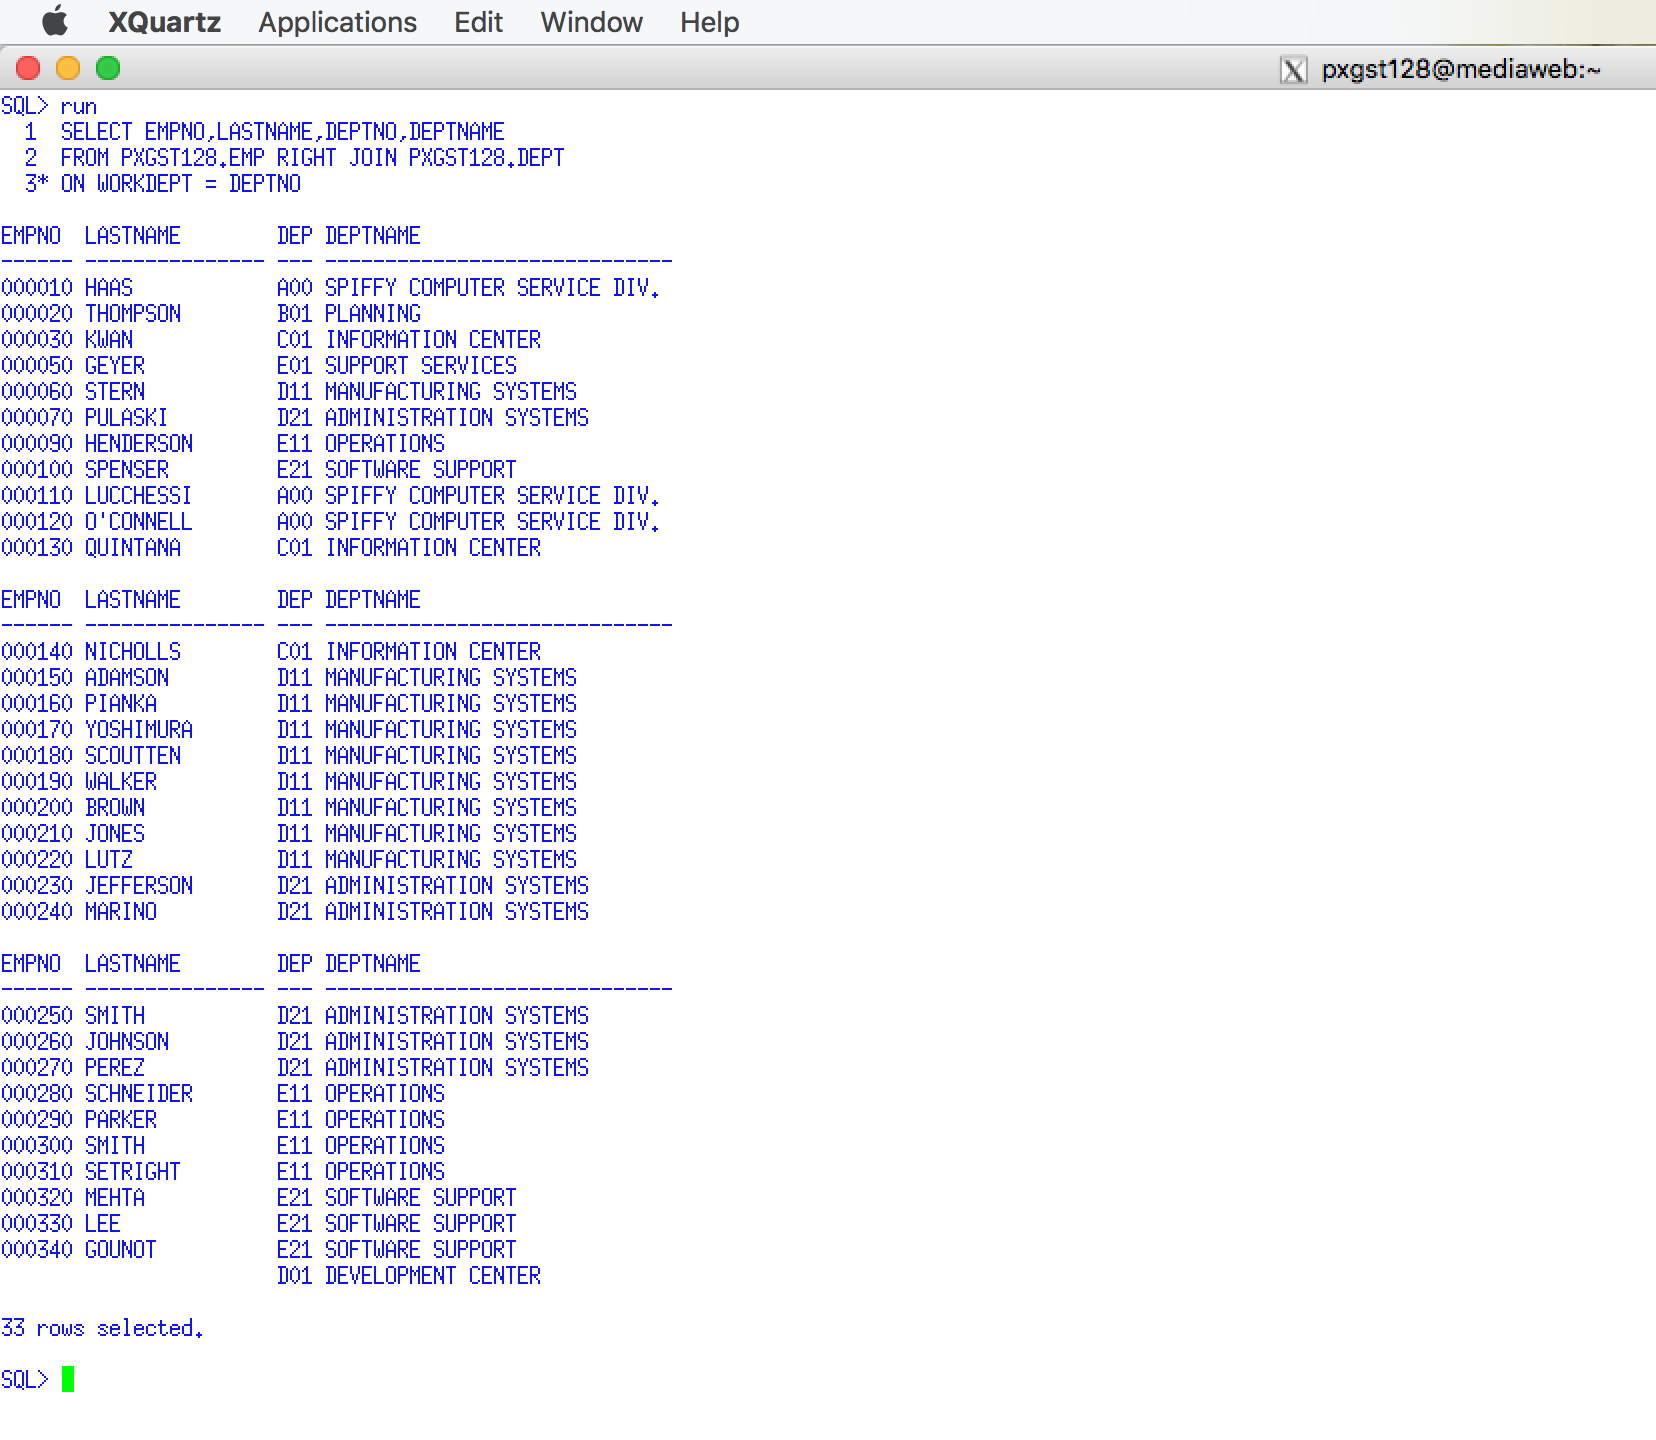 XQuartz Applications Edit Window Help
pxgst128@mediaweb:~
SQL> run
  1  SELECT EMPNO,LASTNAME,DEPTNO,DEPTNAME
  2  FROM PXGST128.EMP RIGHT JOIN PXGST128.DEPT
  3* ON WORKDEPT = DEPTNO
EMPNO  LASTNAME        DEP DEPTNAME
------ --------------- --- -----------------------------
000010 HAAS            A00 SPIFFY COMPUTER SERVICE DIV.
000020 THOMPSON        B01 PLANNING
000030 KWAN            C01 INFORMATION CENTER
000050 GEYER           E01 SUPPORT SERVICES
000060 STERN           D11 MANUFACTURING SYSTEMS
000070 PULASKI         D21 ADMINISTRATION SYSTEMS
000090 HENDERSON       E11 OPERATIONS
000100 SPENSER         E21 SOFTWARE SUPPORT
000110 LUCCHESSI       A00 SPIFFY COMPUTER SERVICE DIV.
000120 O'CONNELL       A00 SPIFFY COMPUTER SERVICE DIV.
000130 QUINTANA        C01 INFORMATION CENTER
EMPNO  LASTNAME        DEP DEPTNAME
------ --------------- --- -----------------------------
000140 NICHOLLS        C01 INFORMATION CENTER
000150 ADAMSON         D11 MANUFACTURING SYSTEMS
000160 PIANKA          D11 MANUFACTURING SYSTEMS
000170 YOSHIMURA       D11 MANUFACTURING SYSTEMS
000180 SCOUTTEN        D11 MANUFACTURING SYSTEMS
000190 WALKER          D11 MANUFACTURING SYSTEMS
000200 BROWN           D11 MANUFACTURING SYSTEMS
000210 JONES           D11 MANUFACTURING SYSTEMS
000220 LUTZ            D11 MANUFACTURING SYSTEMS
000230 JEFFERSON       D21 ADMINISTRATION SYSTEMS
000240 MARINO          D21 ADMINISTRATION SYSTEMS
EMPNO  LASTNAME        DEP DEPTNAME
------ --------------- --- -----------------------------
000250 SMITH           D21 ADMINISTRATION SYSTEMS
000260 JOHNSON         D21 ADMINISTRATION SYSTEMS
000270 PEREZ           D21 ADMINISTRATION SYSTEMS
000280 SCHNEIDER       E11 OPERATIONS
000290 PARKER          E11 OPERATIONS
000300 SMITH           E11 OPERATIONS
000310 SETRIGHT        E11 OPERATIONS
000320 MEHTA           E21 SOFTWARE SUPPORT
000330 LEE             E21 SOFTWARE SUPPORT
000340 GOUNOT          E21 SOFTWARE SUPPORT
                       D01 DEVELOPMENT CENTER
33 rows selected.
SQL>